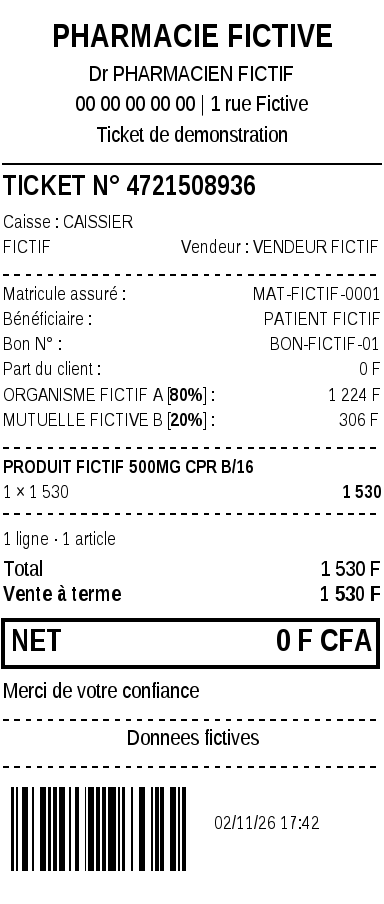 PHARMACIE FICTIVE
Dr PHARMACIEN FICTIF
00 00 00 00 00 | 1 rue Fictive
Ticket de demonstration
TICKET N° 4721508936
Caisse : CAISSIER
FICTIF Vendeur : VENDEUR FICTIF
Matricule assuré : MAT-FICTIF-0001
Bénéficiaire : PATIENT FICTIF
Bon N° : BON-FICTIF-01
Part du client : 0 F
ORGANISME FICTIF A [80%] : 1 224 F
MUTUELLE FICTIVE B [20%] : 306 F
PRODUIT FICTIF 500MG CPR B/16
1 × 1 530 1 530
1 ligne · 1 article
Total 1 530 F
Vente à terme 1 530 F
NET 0 F CFA
Merci de votre confiance
Donnees fictives
02/11/26 17:42